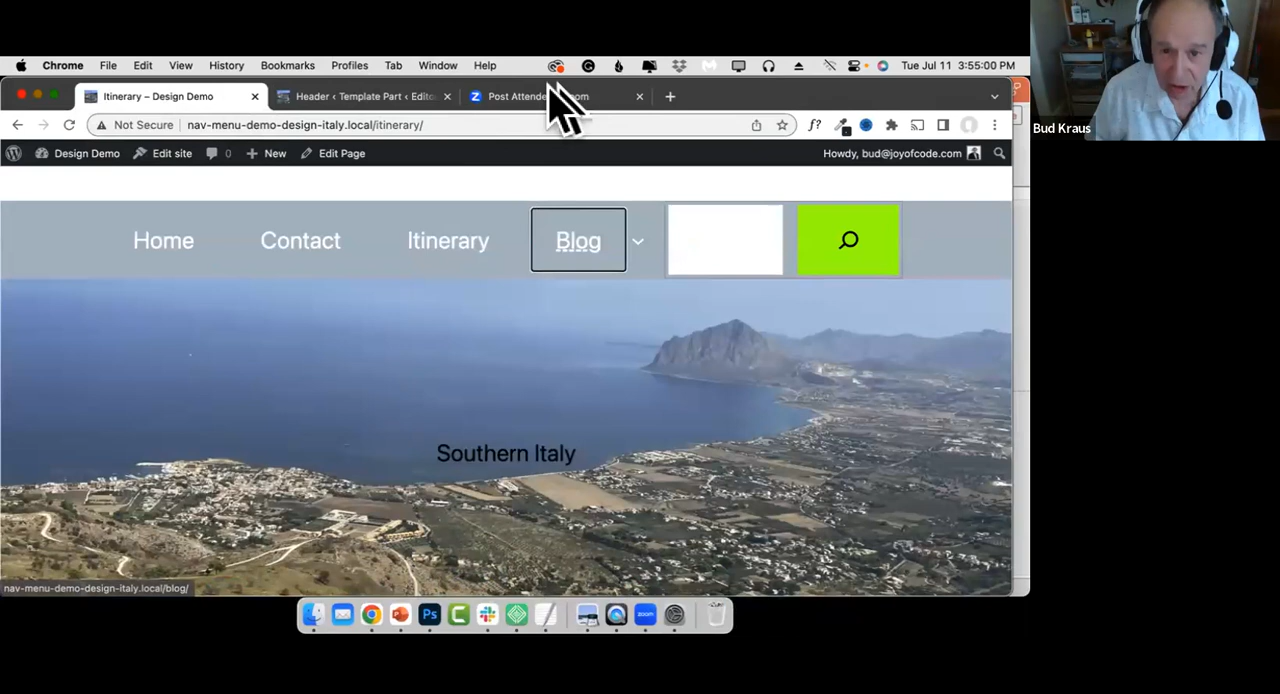 Chrome File Edit View History Bookmarks Profiles Tab Window Help Tue Jul 11 3:55:00 PM
Itinerary – Design Demo Header ‹ Template Part ‹ Edito Post Attende
Not Secure nav-menu-demo-design-italy.local/itinerary/ f?
Bud Kraus
Design Demo Edit site 0 New Edit Page Howdy, bud@joyofcode.com
Home Contact Itinerary Blog
Southern Italy
nav-menu-demo-design-italy.local/blog/
Ps zoom